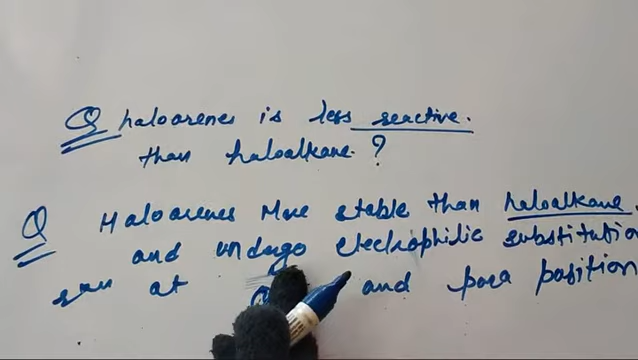 Q haloarenes is less reactive.
than haloalkane ?
Q Haloarenes More stable than haloalkane.
and undergo electrophilic substitution
at and para position